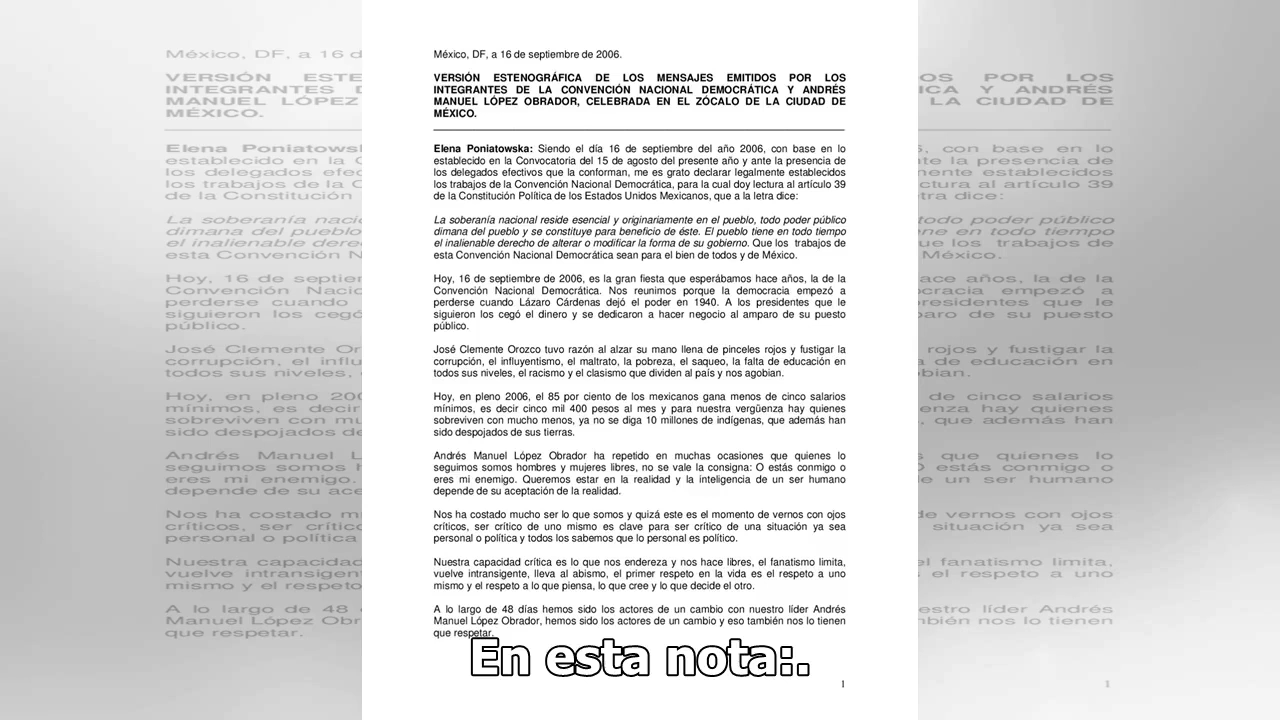 México, DF, a 16 de septiembre de 2006.
VERSIÓN ESTENOGRÁFICA DE LOS MENSAJES EMITIDOS POR LOS
INTEGRANTES DE LA CONVENCIÓN NACIONAL DEMOCRÁTICA Y ANDRÉS
MANUEL LÓPEZ OBRADOR, CELEBRADA EN EL ZÓCALO DE LA CIUDAD DE
MÉXICO.
Elena Poniatowska: Siendo el día 16 de septiembre del año 2006, con base en lo
establecido en la Convocatoria del 15 de agosto del presente año y ante la presencia de
los delegados efectivos que la conforman, me es grato declarar legalmente establecidos
los trabajos de la Convención Nacional Democrática, para la cual doy lectura al artículo 39
de la Constitución Política de los Estados Unidos Mexicanos, que a la letra dice:
La soberanía nacional reside esencial y originariamente en el pueblo, todo poder público
dimana del pueblo y se constituye para beneficio de éste. El pueblo tiene en todo tiempo
el inalienable derecho de alterar o modificar la forma de su gobierno. Que los trabajos de
esta Convención Nacional Democrática sean para el bien de todos y de México.
Hoy, 16 de septiembre de 2006, es la gran fiesta que esperábamos hace años, la de la
Convención Nacional Democrática. Nos reunimos porque la democracia empezó a
perderse cuando Lázaro Cárdenas dejó el poder en 1940. A los presidentes que le
siguieron los cegó el dinero y se dedicaron a hacer negocio al amparo de su puesto
público.
José Clemente Orozco tuvo razón al alzar su mano llena de pinceles rojos y fustigar la
corrupción, el influyentismo, el maltrato, la pobreza, el saqueo, la falta de educación en
todos sus niveles, el racismo y el clasismo que dividen al país y nos agobian.
Hoy, en pleno 2006, el 85 por ciento de los mexicanos gana menos de cinco salarios
mínimos, es decir cinco mil 400 pesos al mes y para nuestra vergüenza hay quienes
sobreviven con mucho menos, ya no se diga 10 millones de indígenas, que además han
sido despojados de sus tierras.
Andrés Manuel López Obrador ha repetido en muchas ocasiones que quienes lo
seguimos somos hombres y mujeres libres, no se vale la consigna: O estás conmigo o
eres mi enemigo. Queremos estar en la realidad y la inteligencia de un ser humano
depende de su aceptación de la realidad.
Nos ha costado mucho ser lo que somos y quizá este es el momento de vernos con ojos
críticos, ser crítico de uno mismo es clave para ser crítico de una situación ya sea
personal o política y todos los sabemos que lo personal es político.
Nuestra capacidad crítica es lo que nos endereza y nos hace libres, el fanatismo limita,
vuelve intransigente, lleva al abismo, el primer respeto en la vida es el respeto a uno
mismo y el respeto a lo que piensa, lo que cree y lo que decide el otro.
A lo largo de 48 días hemos sido los actores de un cambio con nuestro líder Andrés
Manuel López Obrador, hemos sido los actores de un cambio y eso también nos lo tienen
que respetar.
En esta nota:.
1